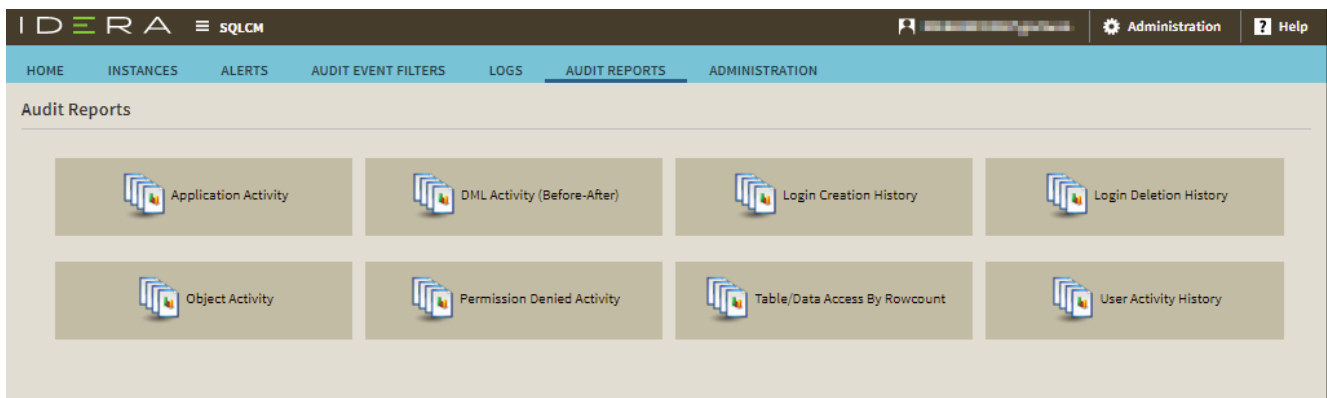 IDERA ≡ SQLCM Administration ? Help
HOME INSTANCES ALERTS AUDIT EVENT FILTERS LOGS AUDIT REPORTS ADMINISTRATION
Audit Reports
Application Activity DML Activity (Before-After) Login Creation History Login Deletion History
Object Activity Permission Denied Activity Table/Data Access By Rowcount User Activity History